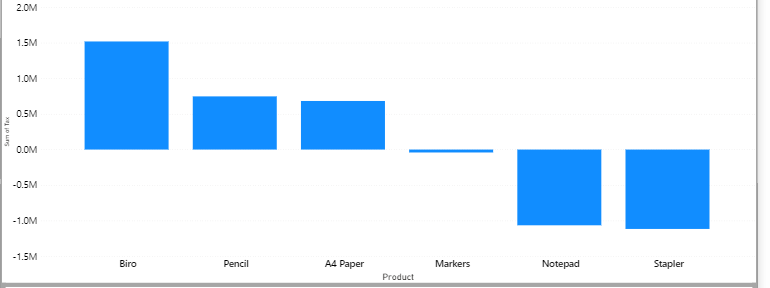 2.0M
1.5M
1.0M
0.5M
0.0M
-0.5M
-1.0M
-1.5M
Sum of Tax
Biro Pencil A4 Paper Markers Notepad Stapler
Product